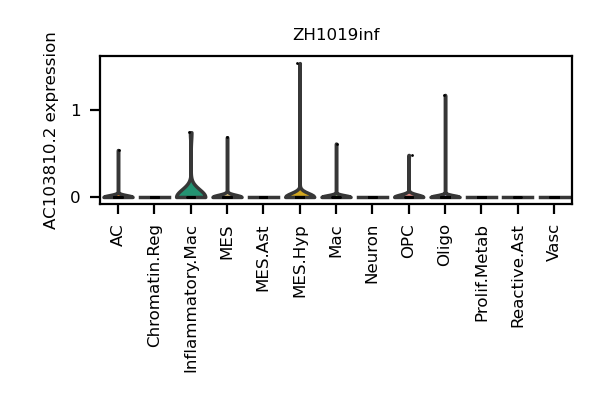 ZH1019inf
AC103810.2 expression
1
0
AC
Chromatin.Reg
Inflammatory.Mac
MES
MES.Ast
MES.Hyp
Mac
Neuron
OPC
Oligo
Prolif.Metab
Reactive.Ast
Vasc